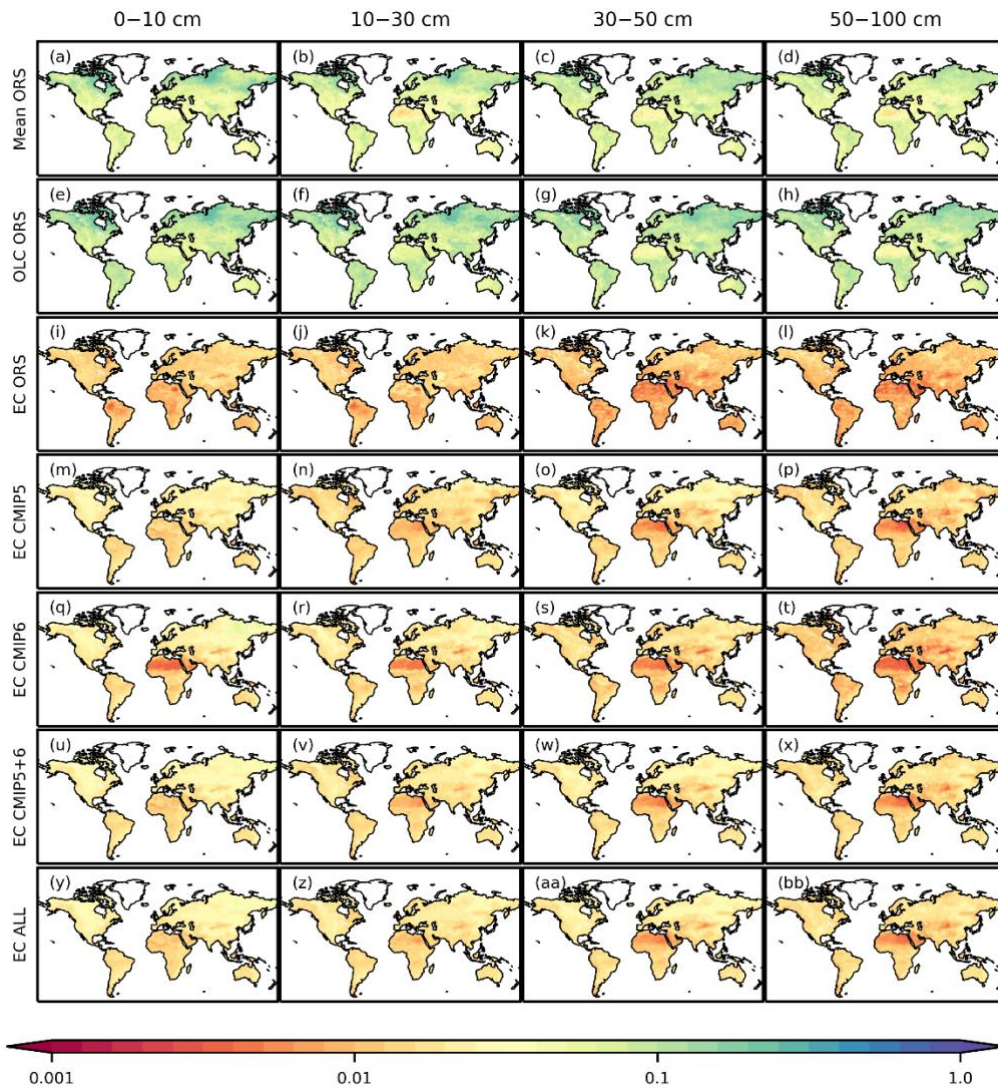 0−10 cm 10−30 cm 30−50 cm 50−100 cm
Mean ORS
(a) (b) (c) (d)
OLC ORS
(e) (f) (g) (h)
EC ORS
(i) (j) (k) (l)
EC CMIP5
(m) (n) (o) (p)
EC CMIP6
(q) (r) (s) (t)
EC CMIP5+6
(u) (v) (w) (x)
EC ALL
(y) (z) (aa) (bb)
0.001 0.01 0.1 1.0